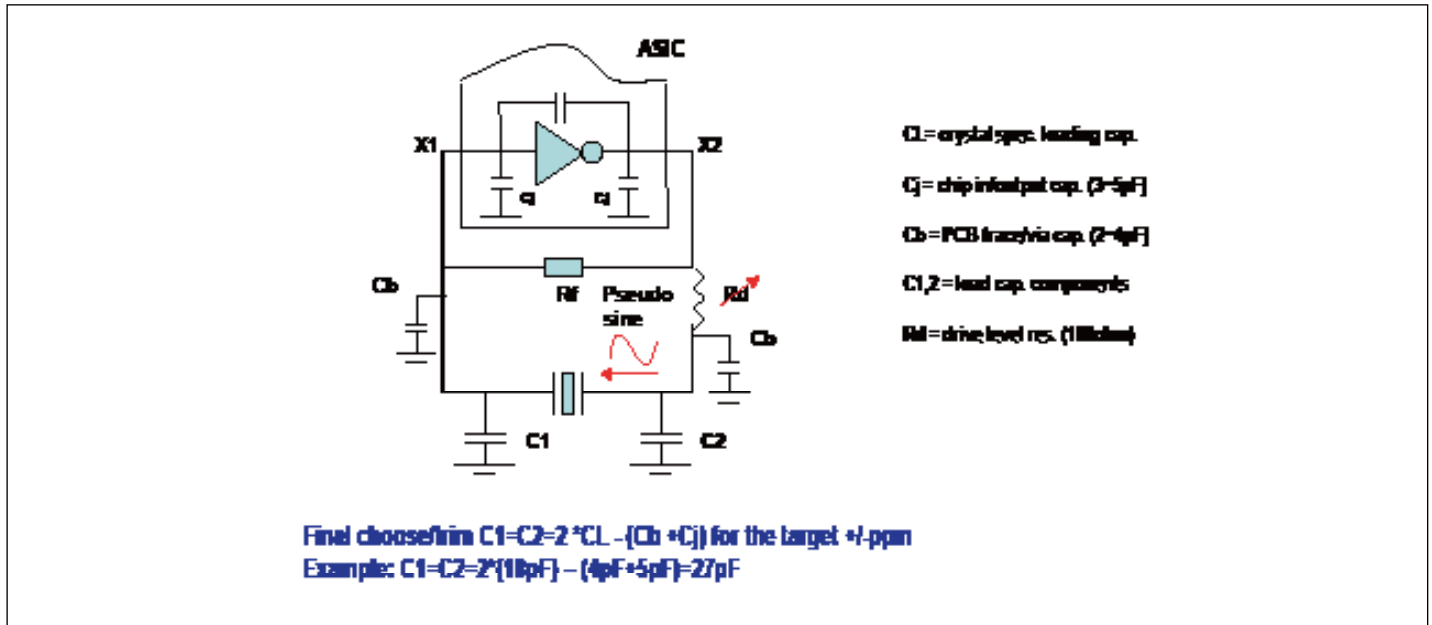 ASIC
X1
X2
Cj
Cj
Cb
Rf
Pseudo
sine
Rd
Cb
C1
C2
CL= crystal spec. loading cap.
Cj = chip in/output cap. (3~5pF)
Cb = PCB trace/via cap. (2~4pF)
C1,2 = load cap. components
Rd = drive level res. (100ohm)
Final choose/trim C1=C2=2 *CL - (Cb +Cj) for the target +/-ppm
Example: C1=C2=2*(18pF) – (4pF+5pF)=27pF